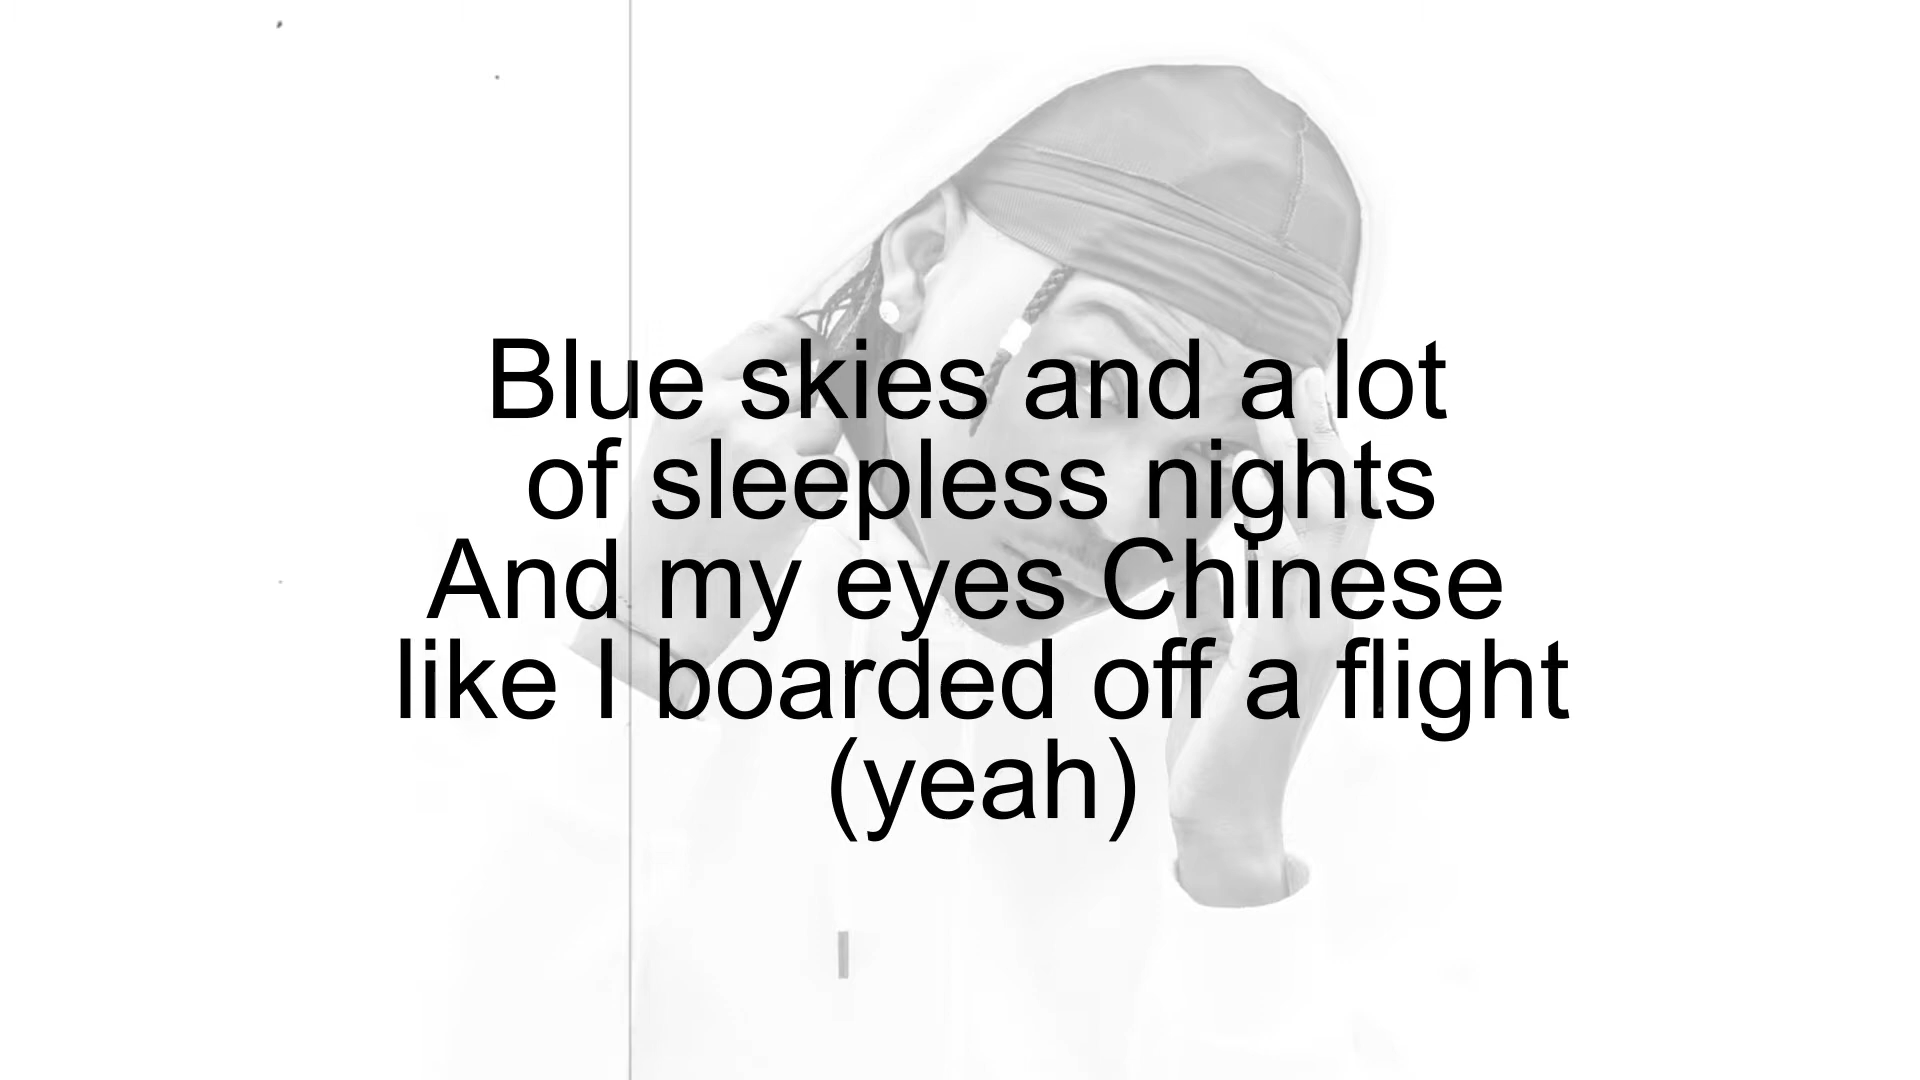 Blue skies and a lot
of sleepless nights
And my eyes Chinese
like I boarded off a flight
(yeah)